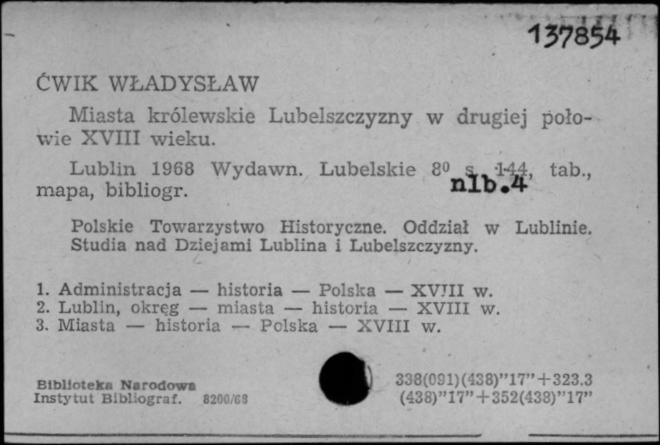 137854
ĆWIK WŁADYSŁAW
Miasta królewskie Lubelszczyzny w drugiej poło-
wie XVIII wieku.
Lublin 1968 Wydawn. Lubelskie 8⁰ s. 144, tab.,
nlb.4
mapa, bibliogr.
Polskie Towarzystwo Historyczne. Oddział w Lublinie.
Studia nad Dziejami Lublina i Lubelszczyzny.
1. Administracja — historia — Polska — XVIII w.
2. Lublin, okręg — miasta — historia — XVIII w.
3. Miasta — historia — Polska — XVIII w.
Biblioteka Narodowa
Instytut Bibliograf. 8200/68
338(091)(438)"17"+323.3
(438)"17"+352(438)"17"